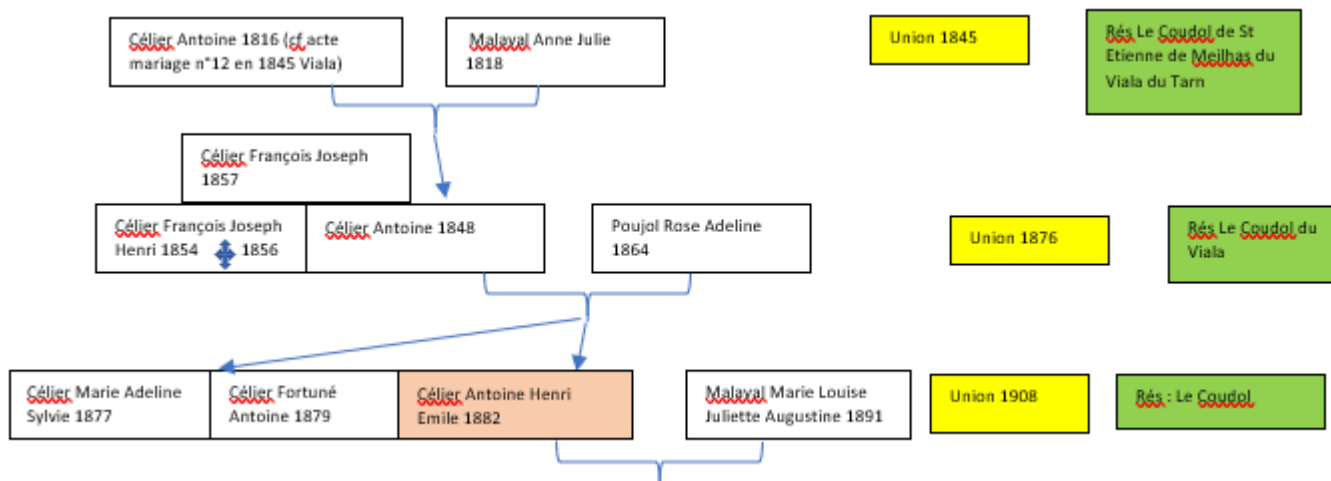 Célier Antoine 1816 (cf acte
mariage n°12 en 1845 Viala)
Malaval Anne Julie
1818
Union 1845
Rés Le Coudol de St
Etienne de Meilhas du
Viala du Tarn
Célier François Joseph
1857
Célier François Joseph
Henri 1854 1856
Célier Antoine 1848
Poujol Rose Adeline
1864
Union 1876
Rés Le Coudol du
Viala
Célier Marie Adeline
Sylvie 1877
Célier Fortuné
Antoine 1879
Célier Antoine Henri
Emile 1882
Malaval Marie Louise
Juliette Augustine 1891
Union 1908
Rés : Le Coudol